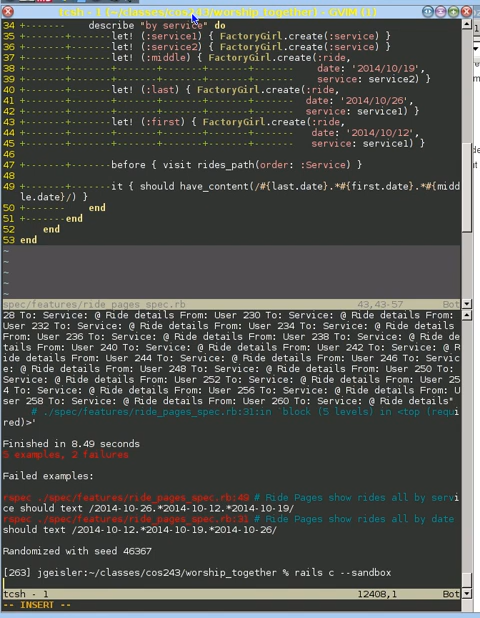 tcsh - 1 (~/classes/cos243/worship_together) - GVIM (1)
34 +-------+---    describe "by service" do
35 +-------+-------let! (:service1) { FactoryGirl.create(:service) }
36 +-------+-------let! (:service2) { FactoryGirl.create(:service) }
37 +-------+-------let! (:middle) { FactoryGirl.create(:ride,
38 +-------+-------+-------+-------+------- date: '2014/10/19',
39 +-------+-------+-------+-------+------- service: service2) }
40 +-------+-------let! (:last) { FactoryGirl.create(:ride,
41 +-------+-------+-------+-------+------- date: '2014/10/26',
42 +-------+-------+-------+-------+------- service: service1) }
43 +-------+-------let! (:first) { FactoryGirl.create(:ride,
44 +-------+-------+-------+-------+------- date: '2014/10/12',
45 +-------+-------+-------+-------+------- service: service1) }
46
47 +-------+-------before { visit rides_path(order: :Service) }
48
49 +-------+-------it { should have_content(/#{last.date}.*#{first.date}.*#{midd
le.date}/) }
50 +-------    end
51 +-------end
52     end
53 end
~
~
~
~
spec/features/ride_pages_spec.rb 43,43-57 Bot
28 To: Service: @ Ride details From: User 230 To: Service: @ Ride details From:
User 232 To: Service: @ Ride details From: User 234 To: Service: @ Ride details
From: User 236 To: Service: @ Ride details From: User 238 To: Service: @ Ride de
tails From: User 240 To: Service: @ Ride details From: User 242 To: Service: @ R
ide details From: User 244 To: Service: @ Ride details From: User 246 To: Servic
e: @ Ride details From: User 248 To: Service: @ Ride details From: User 250 To:
Service: @ Ride details From: User 252 To: Service: @ Ride details From: User 25
4 To: Service: @ Ride details From: User 256 To: Service: @ Ride details From: U
ser 258 To: Service: @ Ride details From: User 260 To: Service: @ Ride details"
# ./spec/features/ride_pages_spec.rb:31:in `block (5 levels) in <top (requi
red)>'
Finished in 8.49 seconds
5 examples, 2 failures
Failed examples:
rspec ./spec/features/ride_pages_spec.rb:49 # Ride Pages show rides all by servi
ce should text /2014-10-26.*2014-10-12.*2014-10-19/
rspec ./spec/features/ride_pages_spec.rb:31 # Ride Pages show rides all by date
should text /2014-10-12.*2014-10-19.*2014-10-26/
Randomized with seed 46367
[263] jgeisler:~/classes/cos243/worship_together % rails c --sandbox
tcsh - 1 12408,1 Bot
-- INSERT --